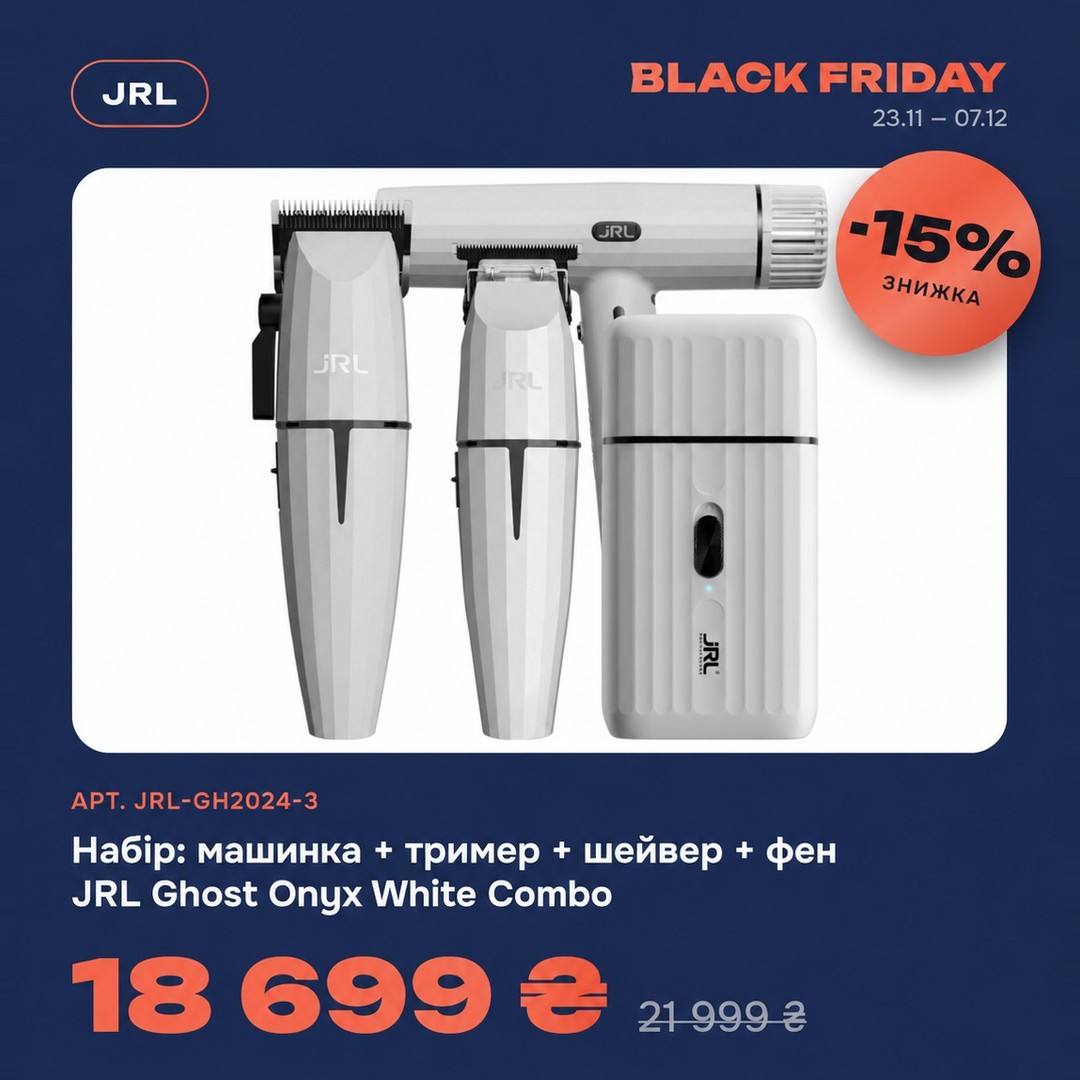 JRL
BLACK FRIDAY
23.11 – 07.12
-15%
ЗНИЖКА
JRL
JRL
JRL
JRL
АРТ. JRL-GH2024-3
Набір: машинка + тример + шейвер + фен
JRL Ghost Onyx White Combo
18 699 ₴
21 999 ₴